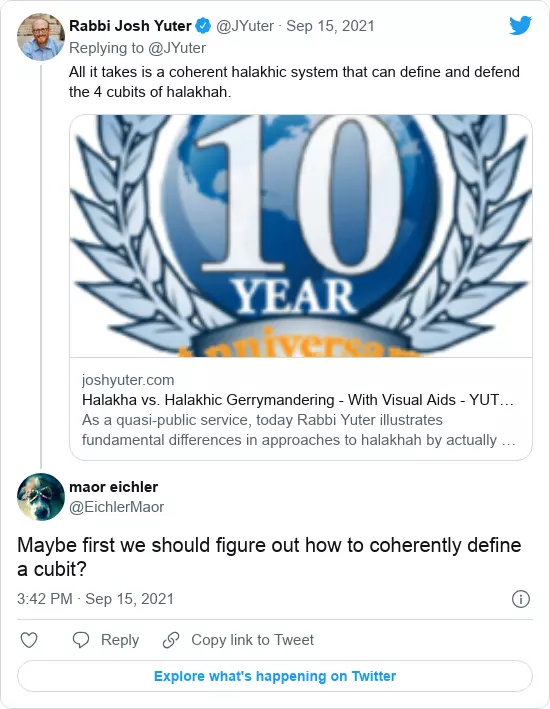 Rabbi Josh Yuter @JYuter · Sep 15, 2021
Replying to @JYuter
All it takes is a coherent halakhic system that can define and defend
the 4 cubits of halakhah.
10
YEAR
Anniversary
joshyuter.com
Halakha vs. Halakhic Gerrymandering - With Visual Aids - YUT…
As a quasi-public service, today Rabbi Yuter illustrates
fundamental differences in approaches to halakhah by actually …
maor eichler
@EichlerMaor
Maybe first we should figure out how to coherently define
a cubit?
3:42 PM · Sep 15, 2021
Reply Copy link to Tweet
Explore what's happening on Twitter